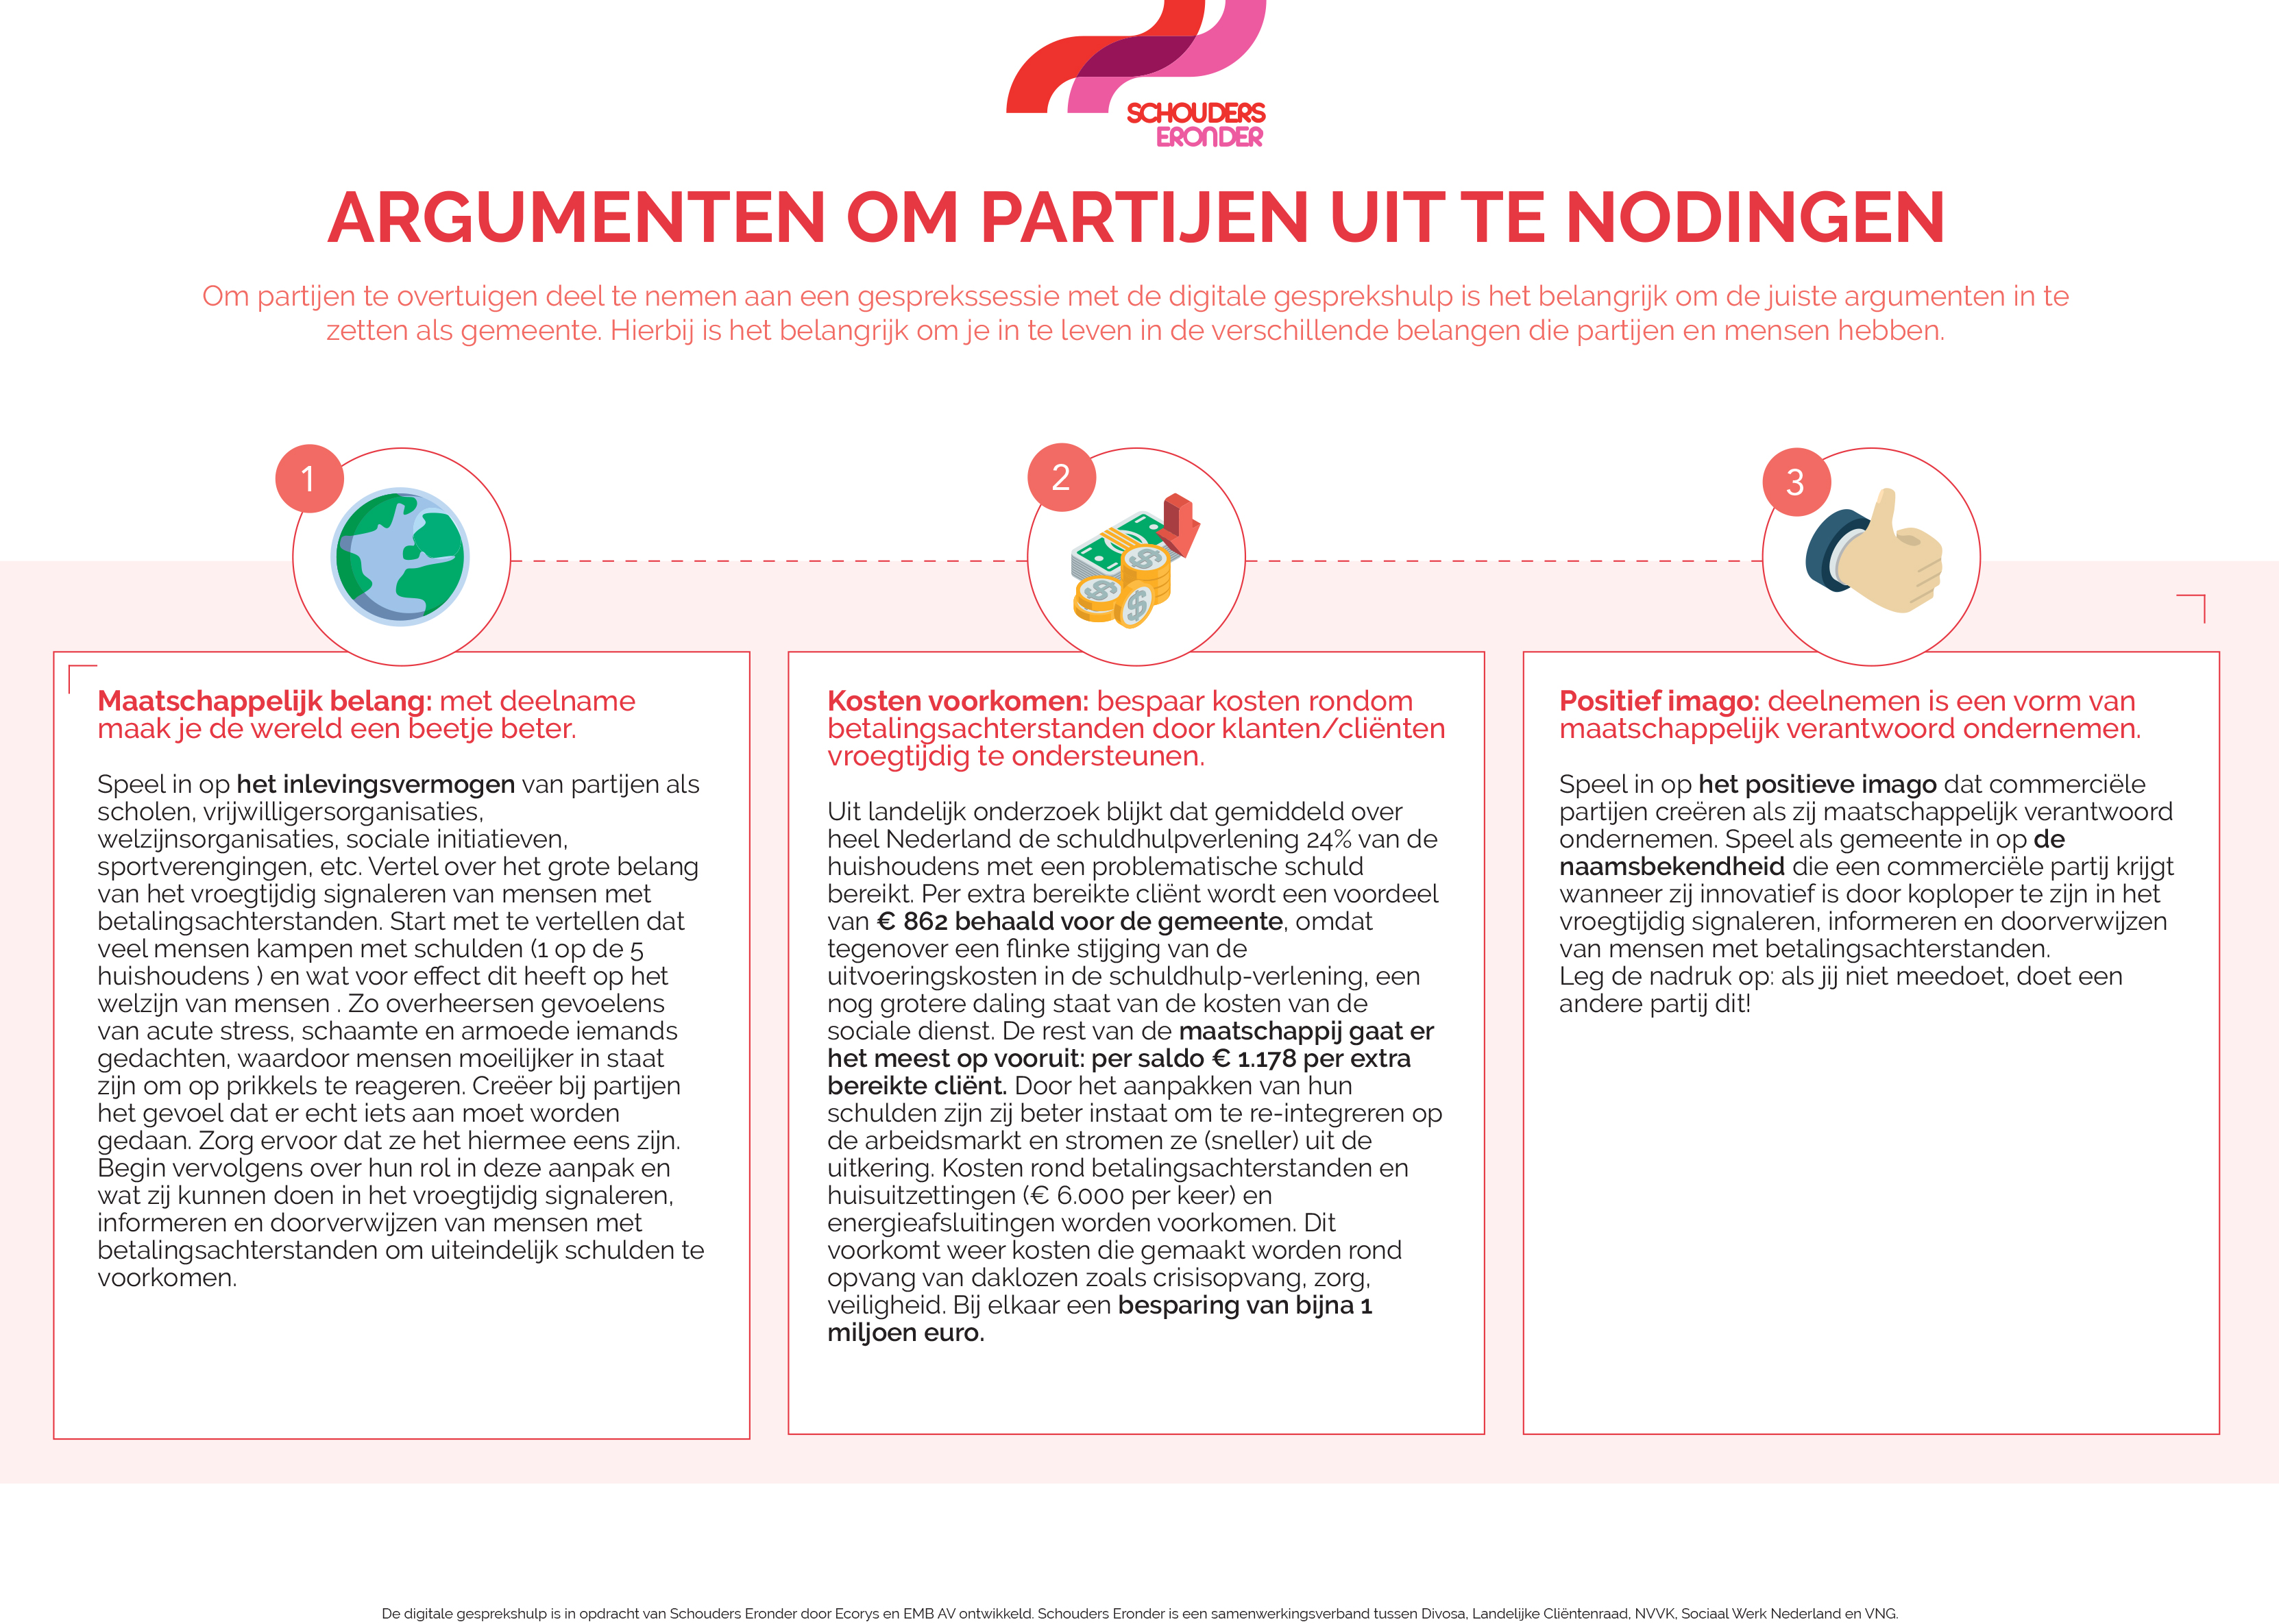 SCHOUDERS
ERONDER
ARGUMENTEN OM PARTIJEN UIT TE NODINGEN
Om partijen te overtuigen deel te nemen aan een gesprekssessie met de digitale gesprekshulp is het belangrijk om de juiste argumenten in te
zetten als gemeente. Hierbij is het belangrijk om je in te leven in de verschillende belangen die partijen en mensen hebben.
1
Maatschappelijk belang: met deelname
maak je de wereld een beetje beter.
Speel in op het inlevingsvermogen van partijen als
scholen, vrijwilligersorganisaties,
welzijnsorganisaties, sociale initiatieven,
sportverengingen, etc. Vertel over het grote belang
van het vroegtijdig signaleren van mensen met
betalingsachterstanden. Start met te vertellen dat
veel mensen kampen met schulden (1 op de 5
huishoudens ) en wat voor effect dit heeft op het
welzijn van mensen . Zo overheersen gevoelens
van acute stress, schaamte en armoede iemands
gedachten, waardoor mensen moeilijker in staat
zijn om op prikkels te reageren. Creëer bij partijen
het gevoel dat er echt iets aan moet worden
gedaan. Zorg ervoor dat ze het hiermee eens zijn.
Begin vervolgens over hun rol in deze aanpak en
wat zij kunnen doen in het vroegtijdig signaleren,
informeren en doorverwijzen van mensen met
betalingsachterstanden om uiteindelijk schulden te
voorkomen.
2
Kosten voorkomen: bespaar kosten rondom
betalingsachterstanden door klanten/cliënten
vroegtijdig te ondersteunen.
Uit landelijk onderzoek blijkt dat gemiddeld over
heel Nederland de schuldhulpverlening 24% van de
huishoudens met een problematische schuld
bereikt. Per extra bereikte cliënt wordt een voordeel
van € 862 behaald voor de gemeente, omdat
tegenover een flinke stijging van de
uitvoeringskosten in de schuldhulp-verlening, een
nog grotere daling staat van de kosten van de
sociale dienst. De rest van de maatschappij gaat er
het meest op vooruit: per saldo € 1.178 per extra
bereikte cliënt. Door het aanpakken van hun
schulden zijn zij beter instaat om te re-integreren op
de arbeidsmarkt en stromen ze (sneller) uit de
uitkering. Kosten rond betalingsachterstanden en
huisuitzettingen (€ 6.000 per keer) en
energieafsluitingen worden voorkomen. Dit
voorkomt weer kosten die gemaakt worden rond
opvang van daklozen zoals crisisopvang, zorg,
veiligheid. Bij elkaar een besparing van bijna 1
miljoen euro.
3
Positief imago: deelnemen is een vorm van
maatschappelijk verantwoord ondernemen.
Speel in op het positieve imago dat commerciële
partijen creëren als zij maatschappelijk verantwoord
ondernemen. Speel als gemeente in op de
naamsbekendheid die een commerciële partij krijgt
wanneer zij innovatief is door koploper te zijn in het
vroegtijdig signaleren, informeren en doorverwijzen
van mensen met betalingsachterstanden.
Leg de nadruk op: als jij niet meedoet, doet een
andere partij dit!
De digitale gesprekshulp is in opdracht van Schouders Eronder door Ecorys en EMB AV ontwikkeld. Schouders Eronder is een samenwerkingsverband tussen Divosa, Landelijke Cliëntenraad, NVVK, Sociaal Werk Nederland en VNG.